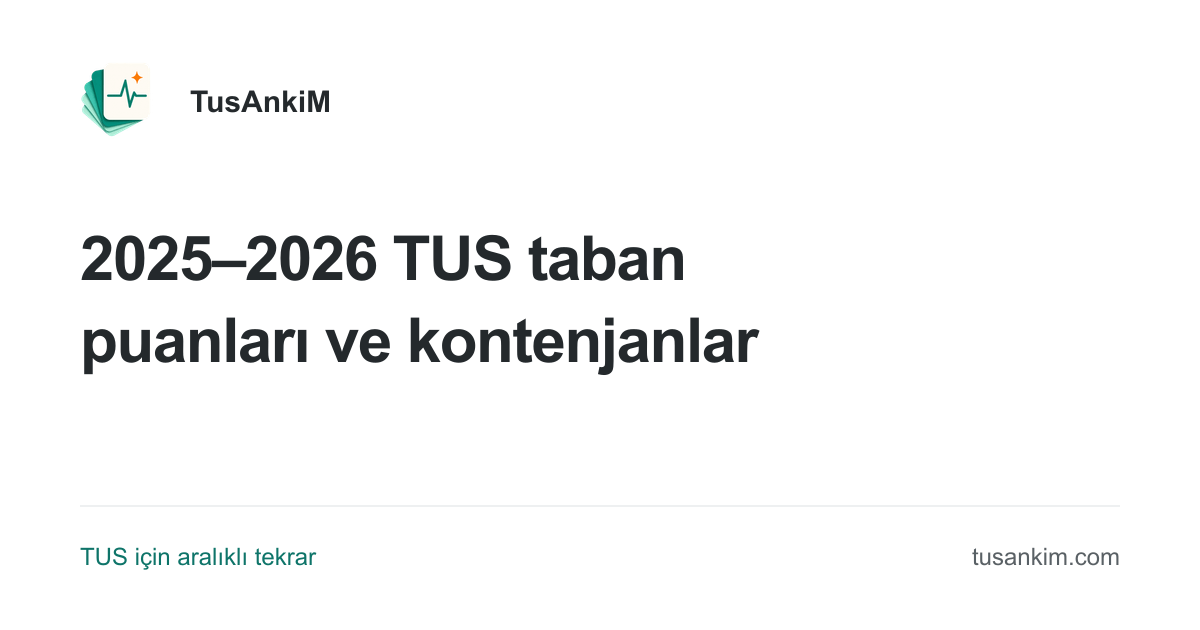 TusAnkiM
2025–2026 TUS taban
puanları ve kontenjanlar
TUS için aralıklı tekrar
tusankim.com